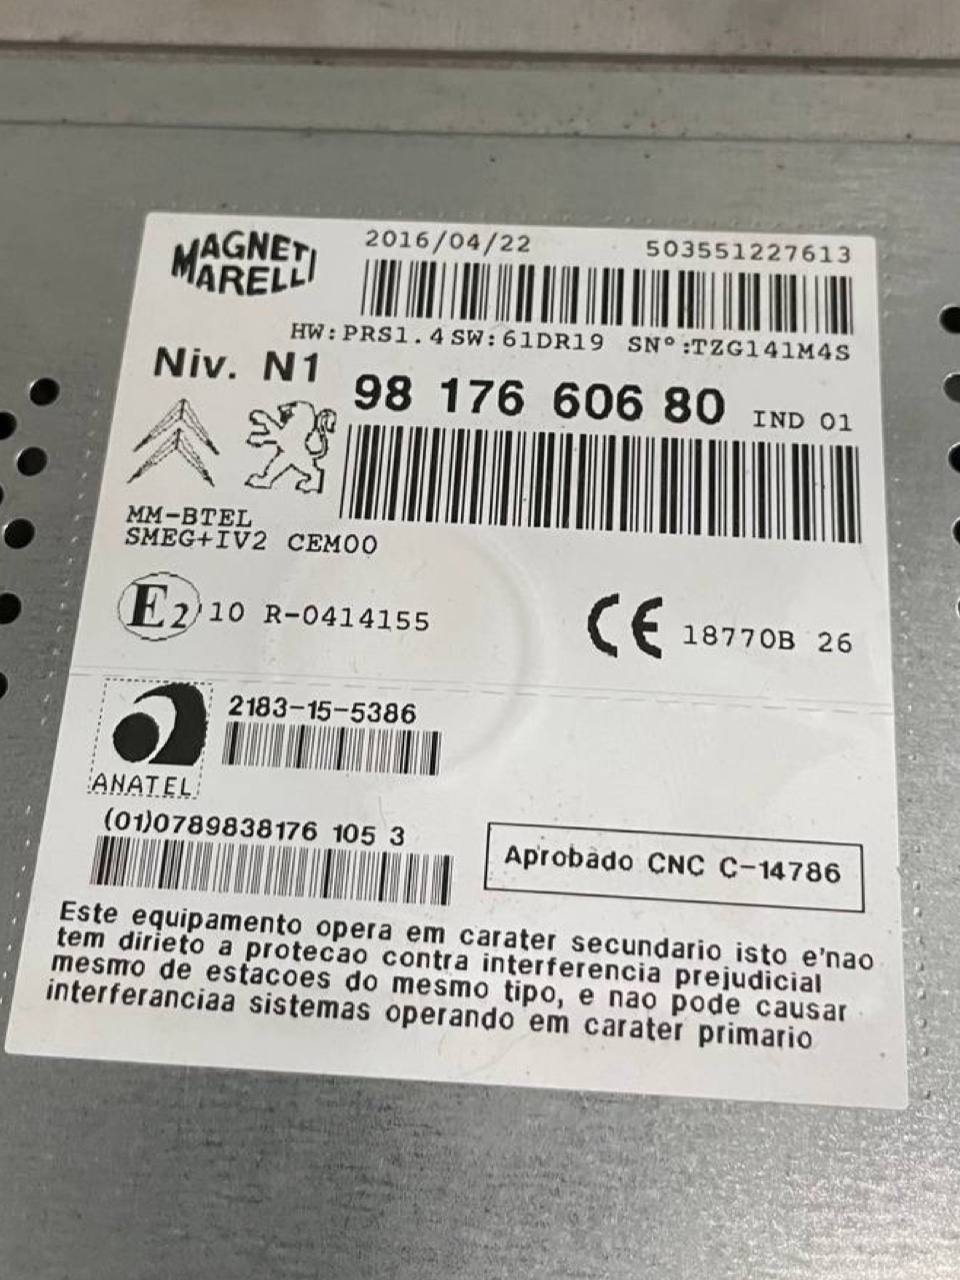 MAGNETI
MARELLI
2016/04/22 503551227613
HW:PRS1.4 SW:61DR19 SN°:TZG141M4S
Niv. N1
98 176 606 80 IND 01
MM-BTEL
SMEG+IV2 CEM00
E2 10 R-0414155
CE 18770B 26
2183-15-5386
ANATEL
(01)0789838176 105 3
Aprobado CNC C-14786
Este equipamento opera em carater secundario isto e'nao
tem dirieto a protecao contra interferencia prejudicial
mesmo de estacoes do mesmo tipo, e nao pode causar
interferanciaa sistemas operando em carater primario